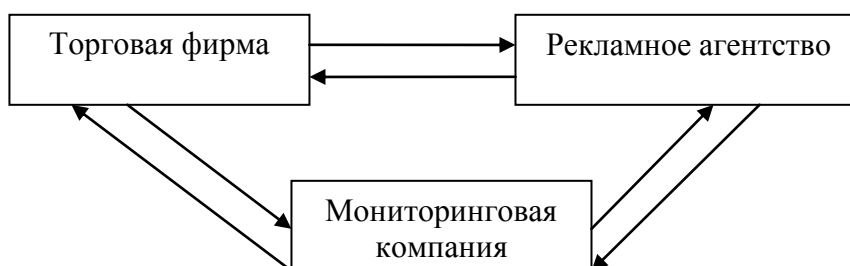 Торговая фирма
Рекламное агентство
Мониторинговая
компания